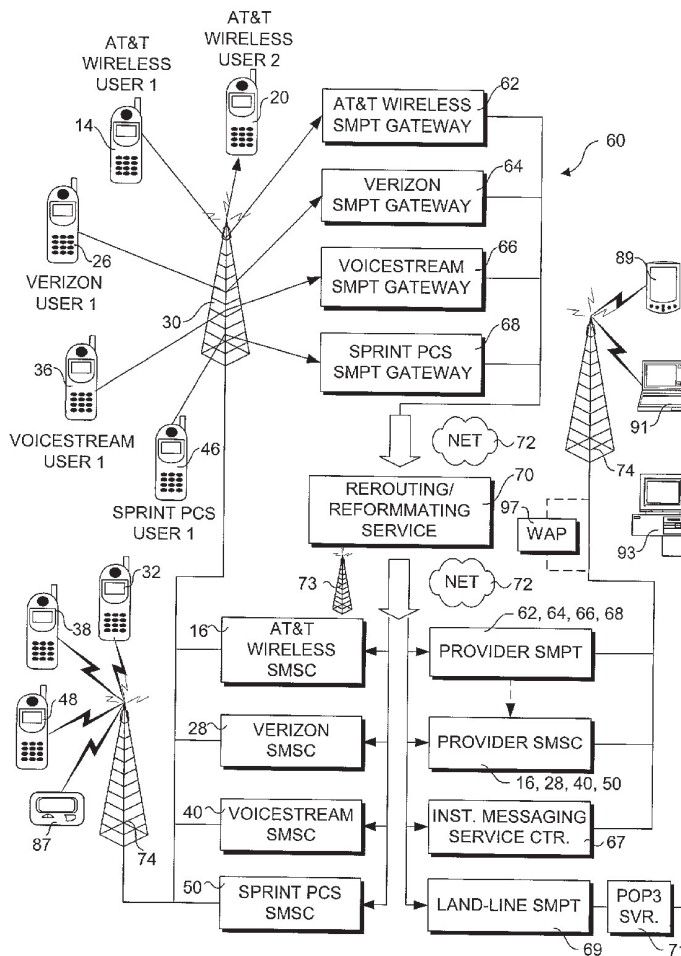 AT&T
WIRELESS
USER 1
AT&T
WIRELESS
USER 2
14
20
AT&T WIRELESS
SMPT GATEWAY
62
60
VERIZON
SMPT GATEWAY
64
26
VERIZON
USER 1
30
VOICESTREAM
SMPT GATEWAY
66
89
36
VOICESTREAM
USER 1
SPRINT PCS
SMPT GATEWAY
68
91
46
SPRINT PCS
USER 1
NET
72
74
70
REROUTING/
REFORMMATING
SERVICE
97
WAP
93
73
NET
72
32
38
48
87
74
16
AT&T
WIRELESS
SMSC
62, 64, 66, 68
PROVIDER SMPT
28
VERIZON
SMSC
PROVIDER SMSC
16, 28, 40, 50
40
VOICESTREAM
SMSC
INST. MESSAGING
SERVICE CTR.
67
50
SPRINT PCS
SMSC
LAND-LINE SMPT
69
POP3
SVR.
71